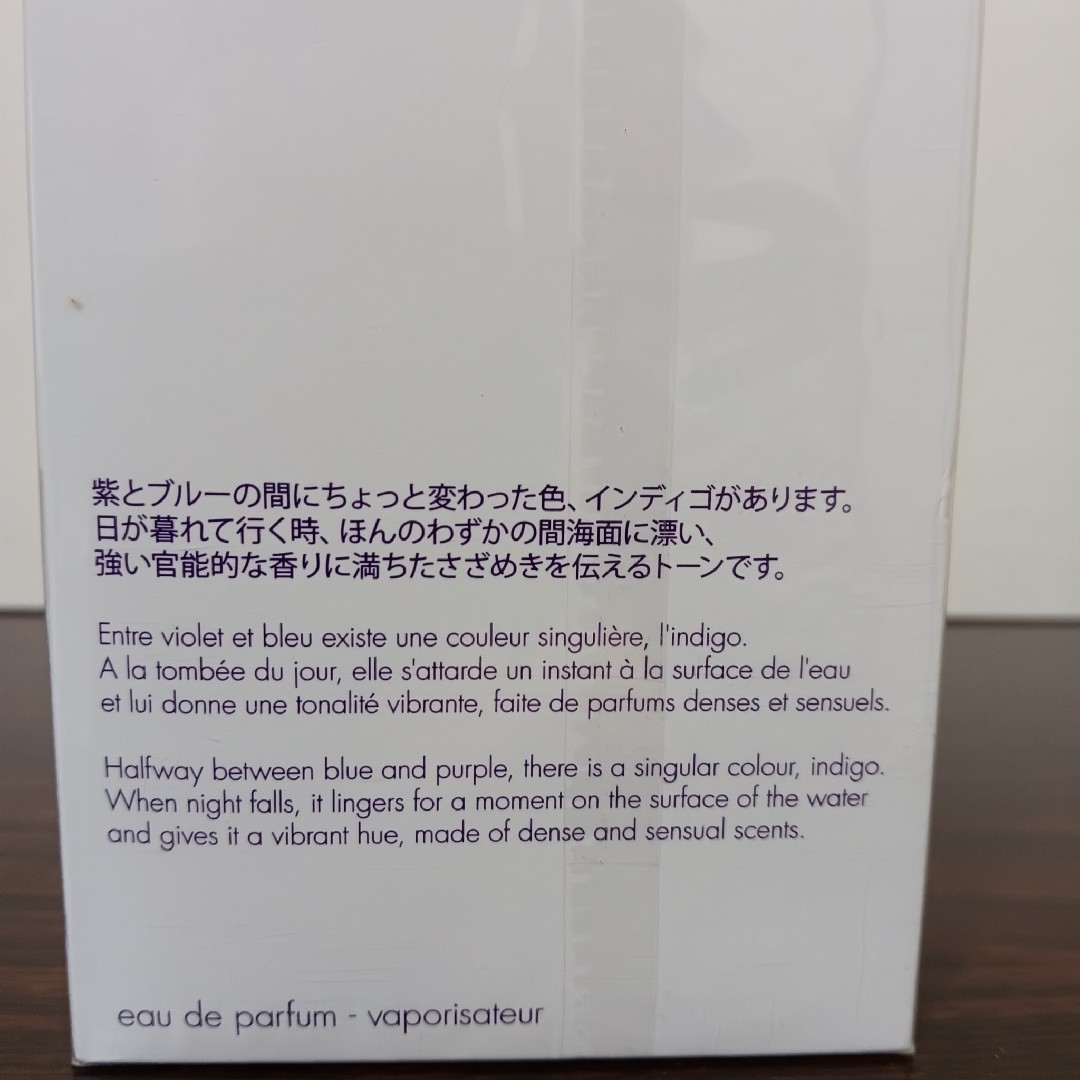 紫とブルーの間にちょっと変わった色、インディゴがあります。
日が暮れて行く時、ほんのわずかの間海面に漂い、
強い官能的な香りに満ちたさざめきを伝えるトーンです。
Entre violet et bleu existe une couleur singulière, l'indigo.
A la tombée du jour, elle s'attarde un instant à la surface de l'eau
et lui donne une tonalité vibrante, faite de parfums denses et sensuels.
Halfway between blue and purple, there is a singular colour, indigo.
When night falls, it lingers for a moment on the surface of the water
and gives it a vibrant hue, made of dense and sensual scents.
eau de parfum - vaporisateur